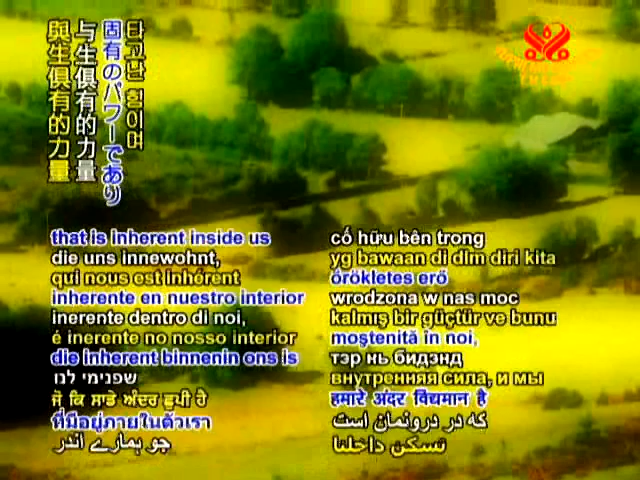 타고난 힘이며
固有のパワーであり
与生俱有的力量
與生俱有的力量
that is inherent inside us
die uns innewohnt,
qui nous est inhérent
inherente en nuestro interior
inerente dentro di noi,
é inerente no nosso interior
die inherent binnenin ons is
שפנימי לנו
ਜੋ ਕਿ ਸਾਡੇ ਅੰਦਰ ਛੁਪੀ ਹੈ
ที่มีอยู่ภายในตัวเรา
جو ہمارے اندر
cố hữu bên trong
yg bawaan di dlm diri kita
örökletes erő
wrodzona w nas moc
kalmış bir güçtür ve bunu
moştenită în noi,
тэр нь бидэнд
внутренняя сила, и мы
हमारे अंदर विद्यमान है
که در درونمان است
تسكن داخلنا